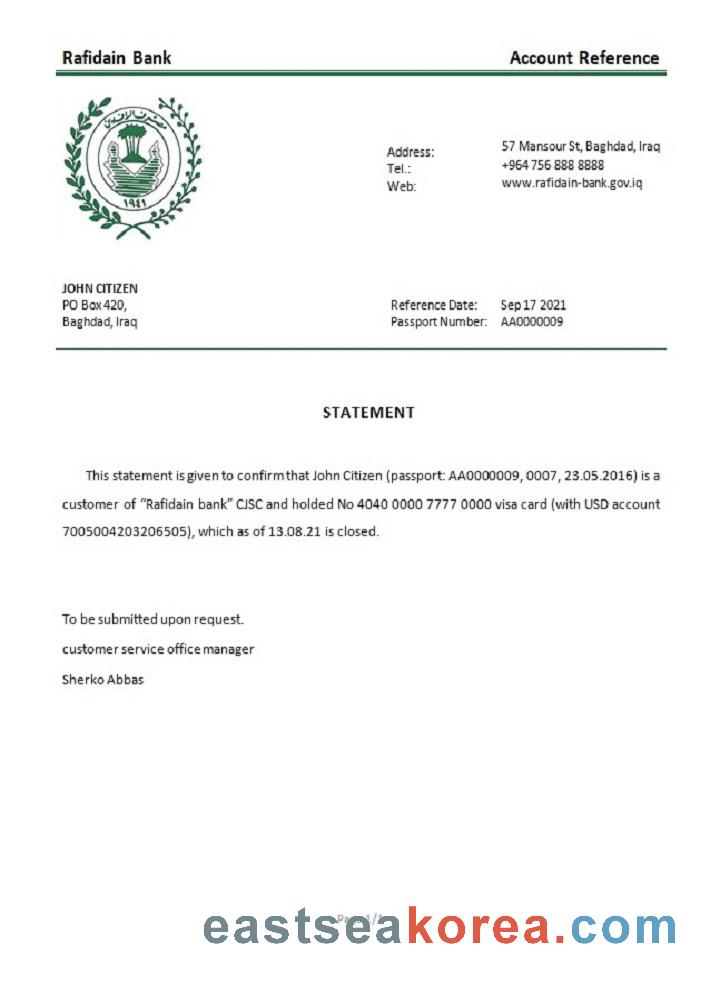 Rafidain Bank
Account Reference
مصرف الرافدين
١٩٤١
Address: 57 Mansour St, Baghdad, Iraq
Tel.: +964 756 888 8888
Web: www.rafidain-bank.gov.iq
JOHN CITIZEN
PO Box 420,
Baghdad, Iraq
Reference Date: Sep 17 2021
Passport Number: AA0000009
STATEMENT
This statement is given to confirm that John Citizen (passport: AA0000009, 0007, 23.05.2016) is a
customer of “Rafidain bank” CJSC and holded No 4040 0000 7777 0000 visa card (with USD account
7005004203206505), which as of 13.08.21 is closed.
To be submitted upon request.
customer service office manager
Sherko Abbas
Page 1/1
eastseakorea.com